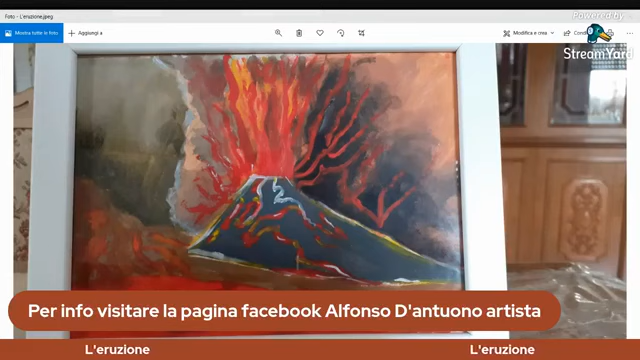 Foto - L'eruzione.jpeg
Powered by
Mostra tutte le foto
Aggiungi a
Modifica e crea
StreamYard
Per info visitare la pagina facebook Alfonso D'antuono artista
L'eruzione
L'eruzione